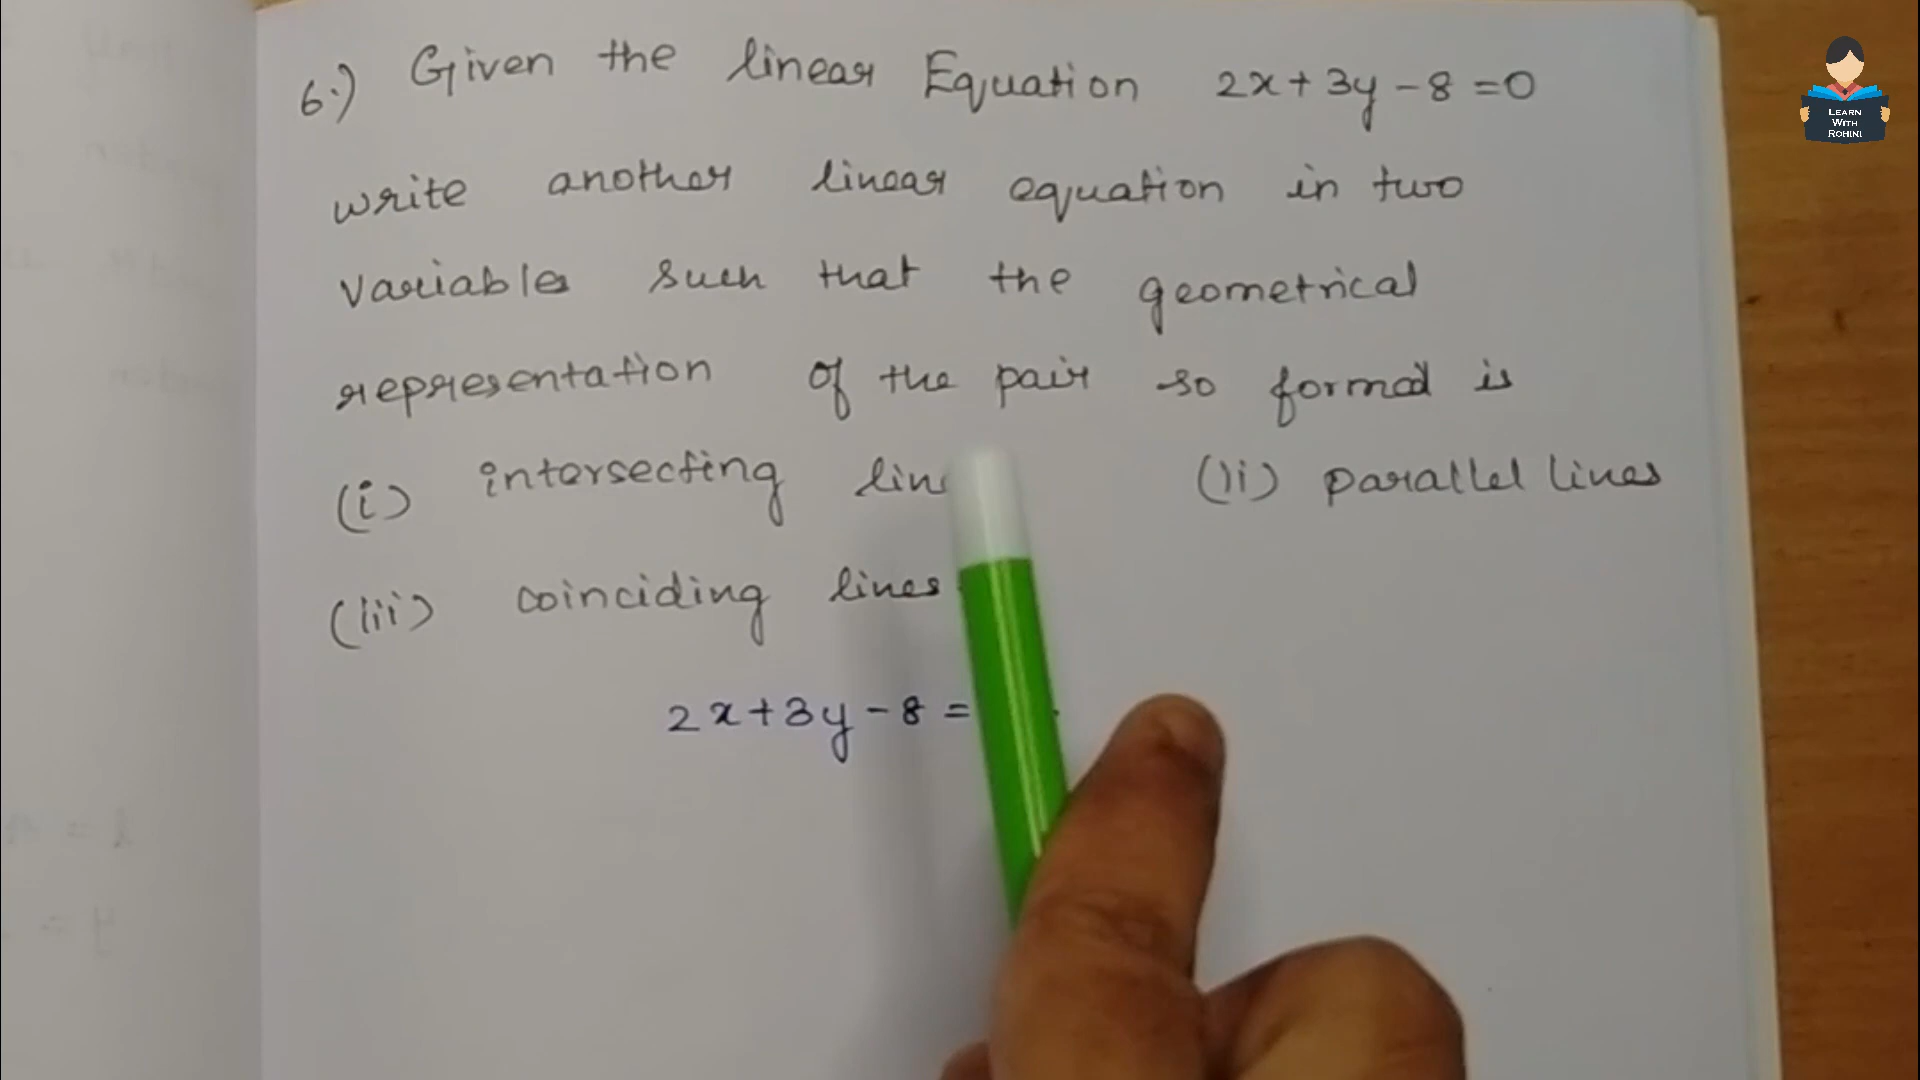 6.) Given the linear Equation 2x+3y-8=0
write another linear equation in two
variables such that the geometrical
representation of the pair so formed is
(i) intersecting (ii) parallel lines
(iii) coinciding lines
2x+3y-8=
LEARN
WITH
ROHINI